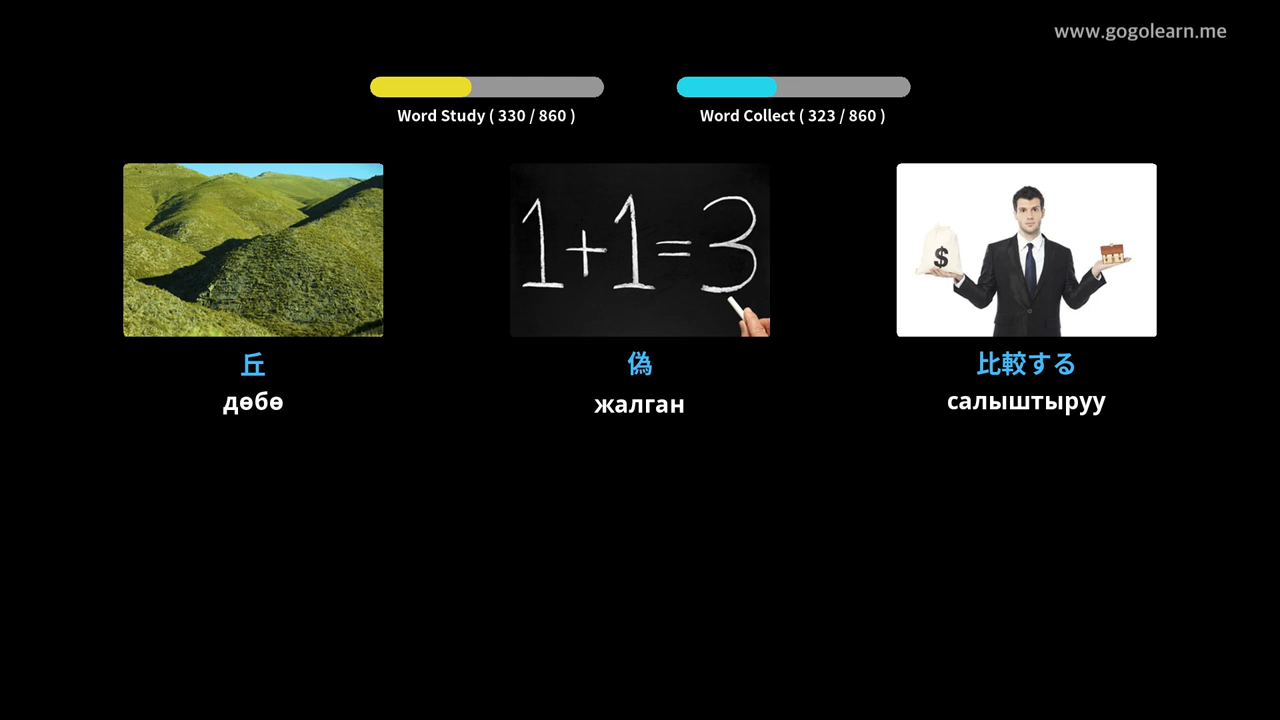 www.gogolearn.me
Word Study ( 330 / 860 )
Word Collect ( 323 / 860 )
1+1=3
$
丘
дөбө
偽
жалган
比較する
салыштыруу